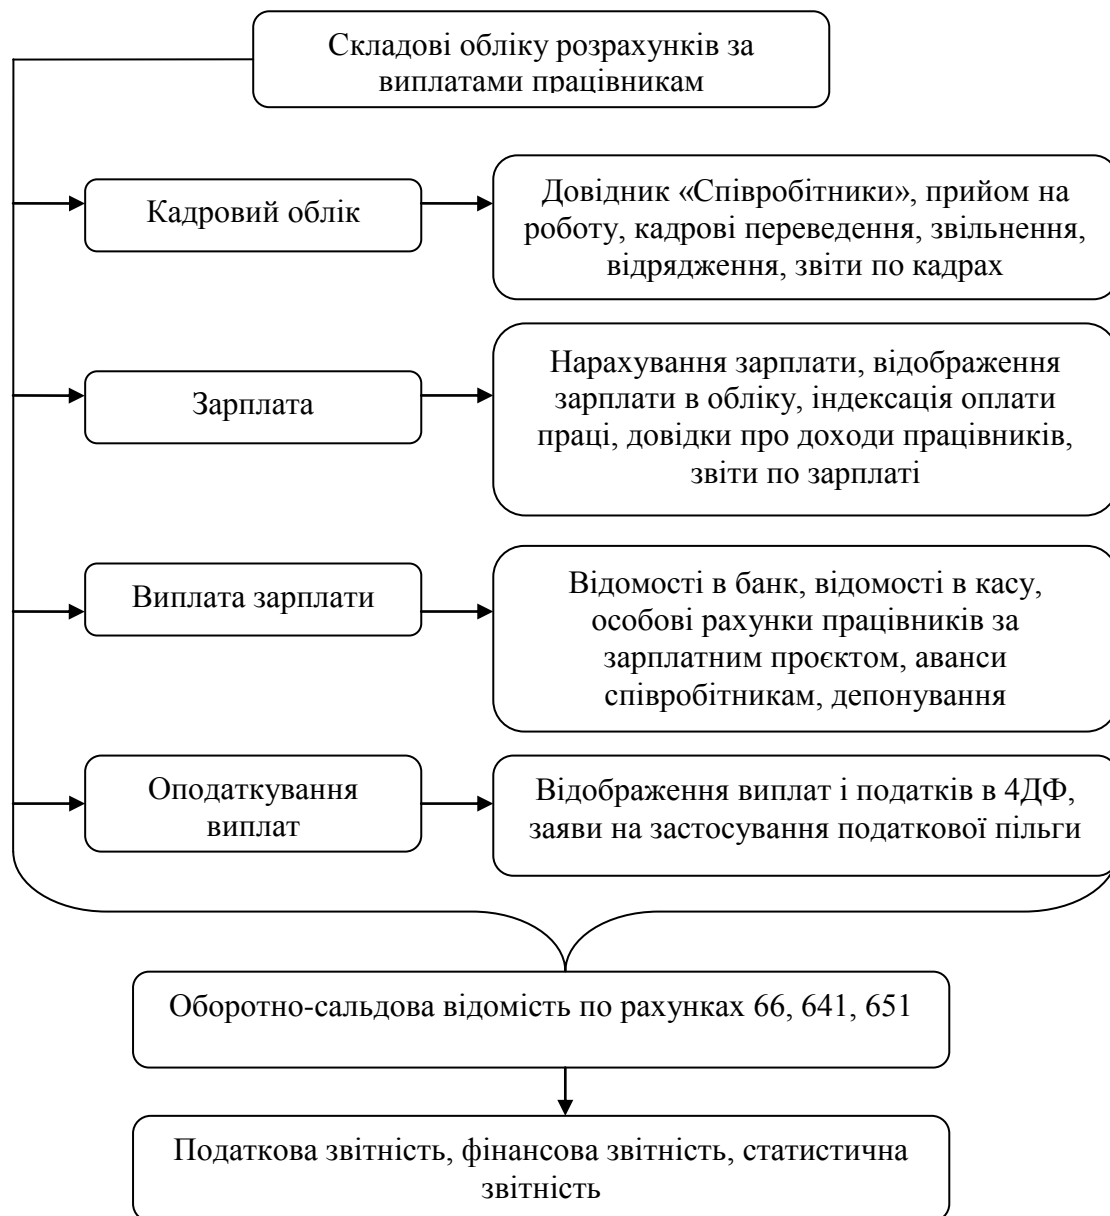 Складові обліку розрахунків за
виплатами працівникам
Кадровий облік
Довідник «Співробітники», прийом на
роботу, кадрові переведення, звільнення,
відрядження, звіти по кадрах
Зарплата
Нарахування зарплати, відображення
зарплати в обліку, індексація оплати
праці, довідки про доходи працівників,
звіти по зарплаті
Виплата зарплати
Відомості в банк, відомості в касу,
особові рахунки працівників за
зарплатним проєктом, аванси
співробітникам, депонування
Оподаткування
виплат
Відображення виплат і податків в 4ДФ,
заяви на застосування податкової пільги
Оборотно-сальдова відомість по рахунках 66, 641, 651
Податкова звітність, фінансова звітність, статистична
звітність